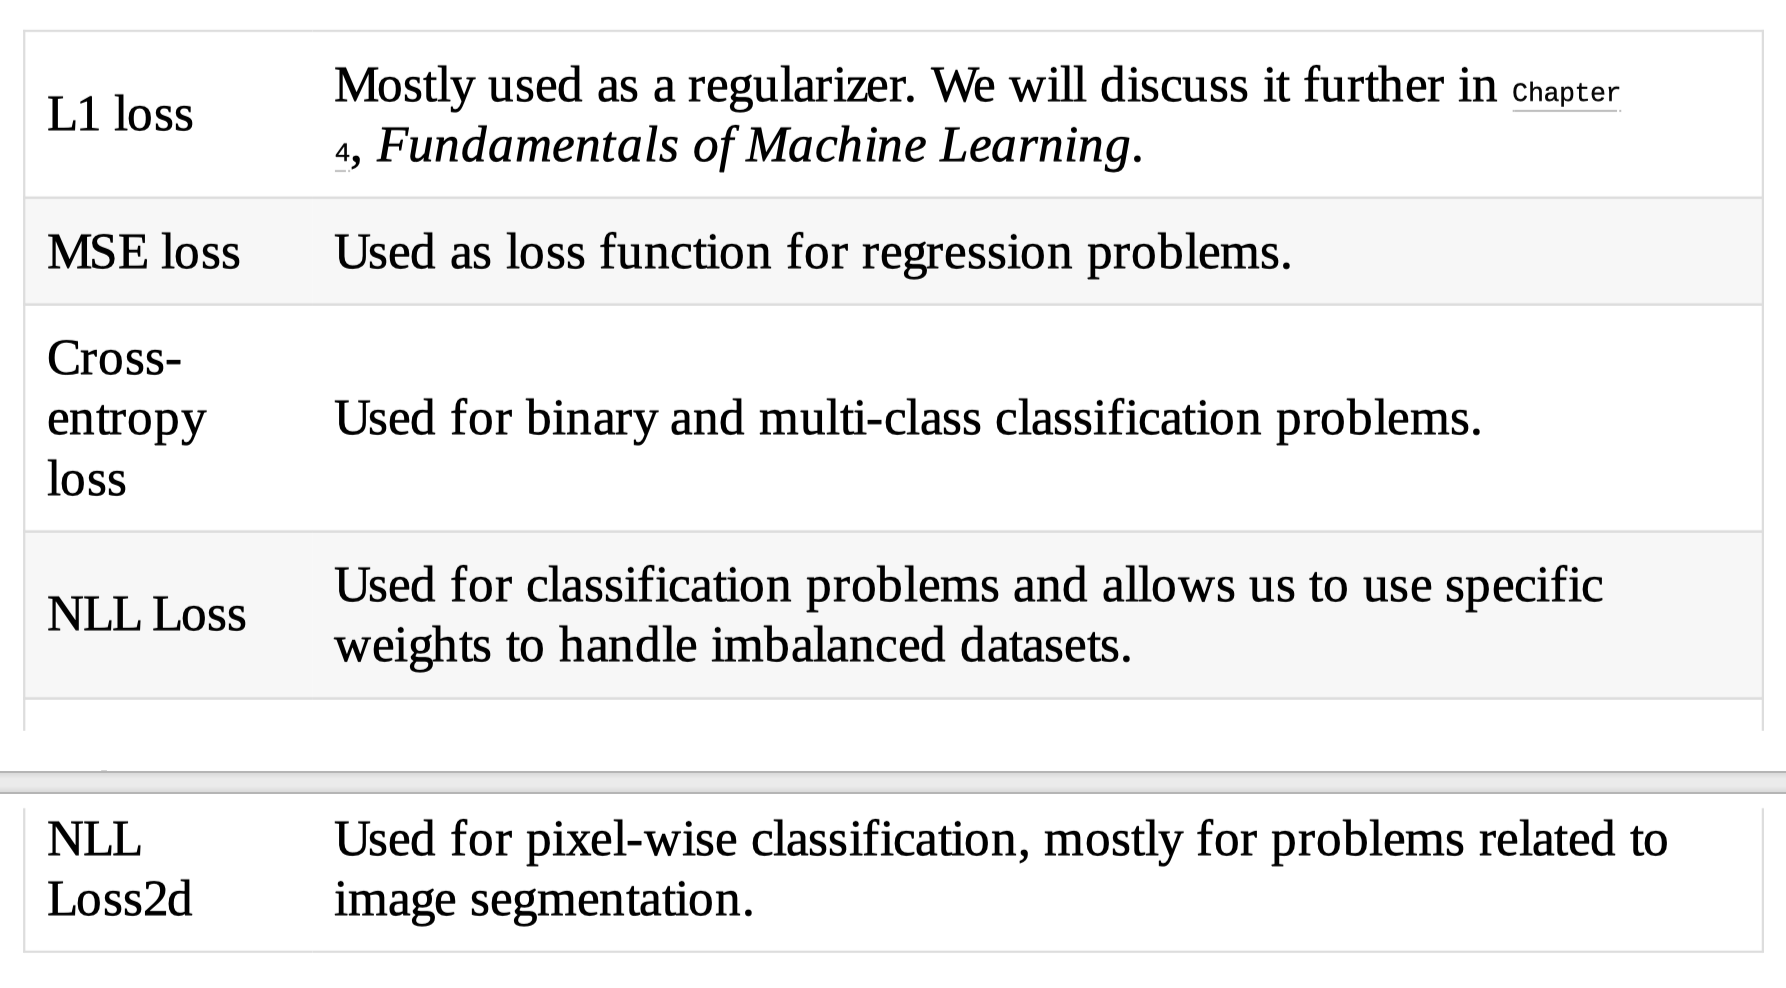 L1 loss
Mostly used as a regularizer. We will discuss it further in Chapter
4, Fundamentals of Machine Learning.
MSE loss
Used as loss function for regression problems.
Cross-
entropy
loss
Used for binary and multi-class classification problems.
NLL Loss
Used for classification problems and allows us to use specific
weights to handle imbalanced datasets.
NLL
Loss2d
Used for pixel-wise classification, mostly for problems related to
image segmentation.